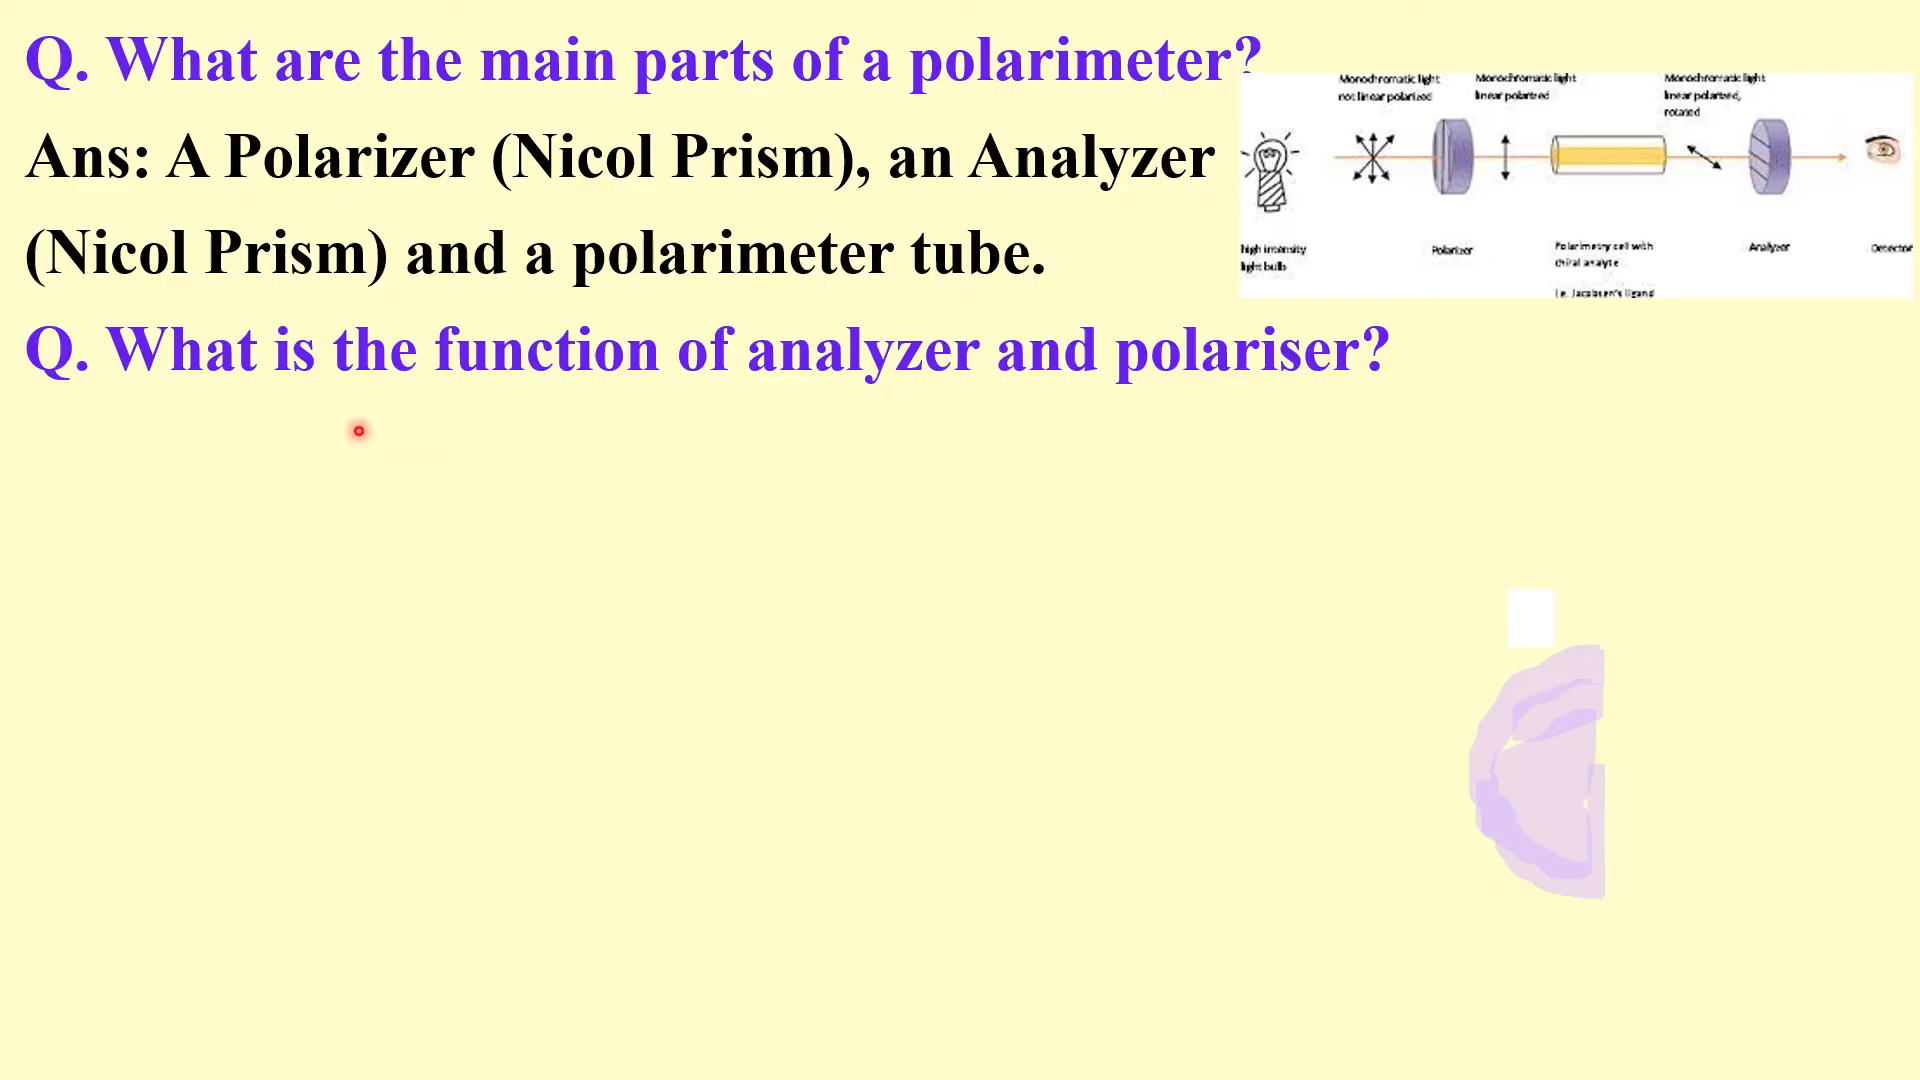 Q. What are the main parts of a polarimeter?
Ans: A Polarizer (Nicol Prism), an Analyzer
(Nicol Prism) and a polarimeter tube.
Monochromatic light
not linear polarized
Monochromatic light
linear polarized
Monochromatic light
linear polarized,
rotated
high intensity
light bulb
Polarizer
Polarimetry cell with
chiral analyte
i.e. Jacobsen's ligand
Analyzer
Detector
Q. What is the function of analyzer and polariser?